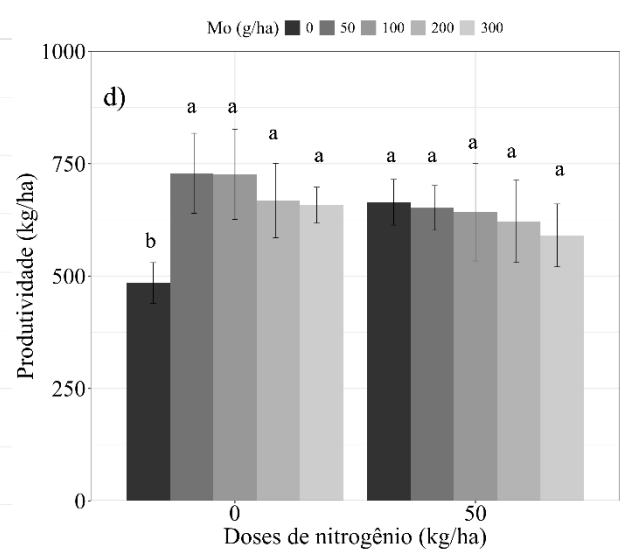 Mo (g/ha) 0 50 100 200 300
1000
d)
a a a a a a a a a
750
b
500
250
0
Produtividade (kg/ha)
0 50
Doses de nitrogênio (kg/ha)